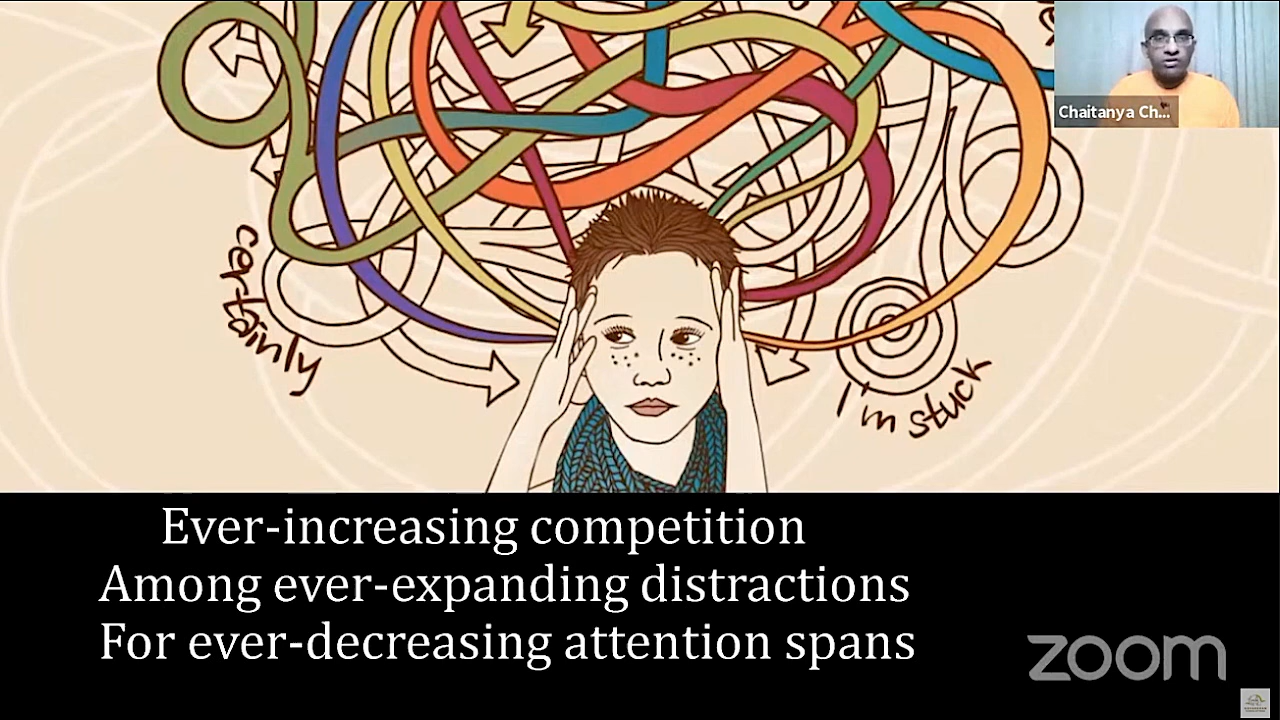 Chaitanya Ch...
certainly
I'm stuck
Ever-increasing competition
Among ever-expanding distractions
For ever-decreasing attention spans
zoom